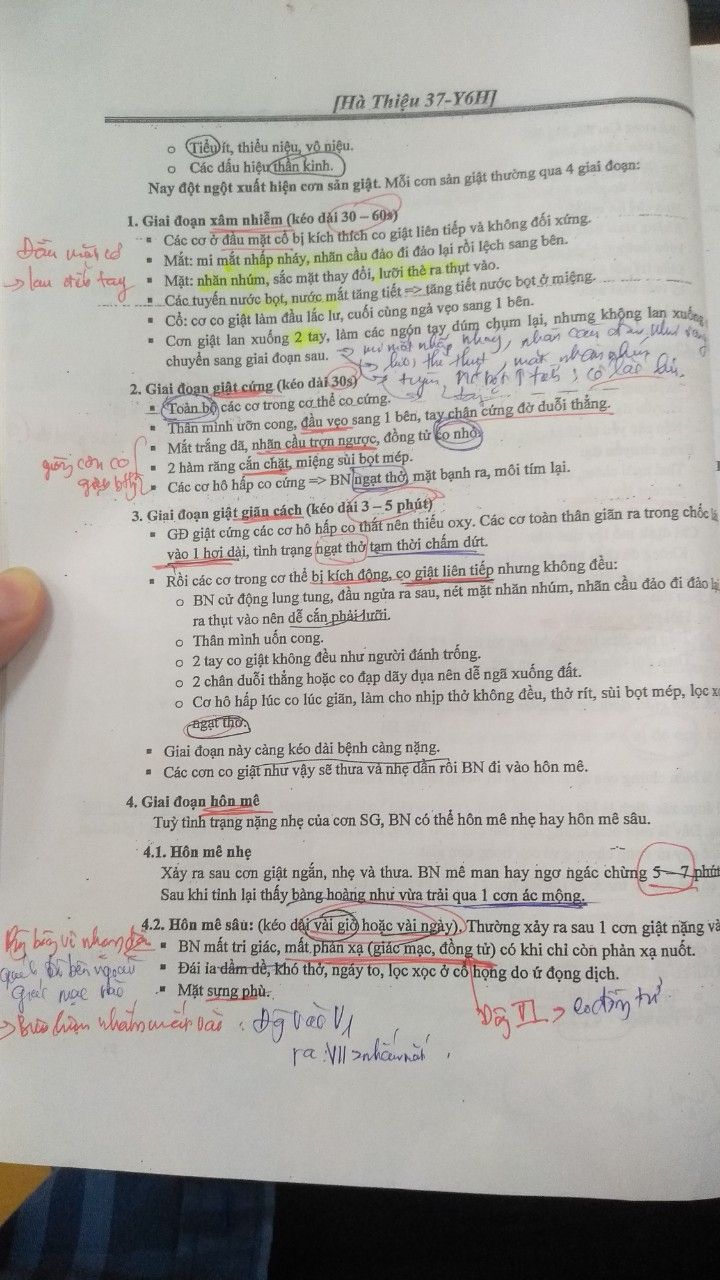 [Hà Thiệu 37-Y6H]
o Tiểu ít, thiểu niệu, vô niệu.
o Các dấu hiệu thần kinh.
Nay đột ngột xuất hiện cơn sản giật. Mỗi cơn sản giật thường qua 4 giai đoạn:
1. Giai đoạn xâm nhiễm (kéo dài 30 – 60s)
▪ Các cơ ở đầu mặt cổ bị kích thích co giật liên tiếp và không đối xứng.
▪ Mắt: mi mắt nhấp nháy, nhãn cầu đảo đi đảo lại rồi lệch sang bên.
▪ Mặt: nhăn nhúm, sắc mặt thay đổi, lưỡi thè ra thụt vào.
▪ Các tuyến nước bọt, nước mắt tăng tiết => tăng tiết nước bọt ở miệng.
▪ Cổ: cơ co giật làm đầu lắc lư, cuối cùng ngả vẹo sang 1 bên.
▪ Cơn giật lan xuống 2 tay, làm các ngón tay dúm chụm lại, nhưng không lan xuống
chuyển sang giai đoạn sau.
Đầu mặt cổ
→ lan đến tay
2. Giai đoạn giật cứng (kéo dài 30s)
▪ Toàn bộ các cơ trong cơ thể co cứng.
▪ Thân mình ưỡn cong, đầu vẹo sang 1 bên, tay chân cứng đờ duỗi thẳng.
▪ Mắt trắng dã, nhãn cầu trợn ngược, đồng tử co nhỏ.
▪ 2 hàm răng cắn chặt, miệng sùi bọt mép.
▪ Các cơ hô hấp co cứng => BN ngạt thở, mặt bạnh ra, môi tím lại.
giống cơn co
3. Giai đoạn giật giãn cách (kéo dài 3 – 5 phút)
▪ GĐ giật cứng các cơ hô hấp co thắt nên thiếu oxy. Các cơ toàn thân giãn ra trong chốc
vào 1 hơi dài, tình trạng ngạt thở tạm thời chấm dứt.
▪ Rồi các cơ trong cơ thể bị kích động, co giật liên tiếp nhưng không đều:
o BN cử động lung tung, đầu ngửa ra sau, nét mặt nhăn nhúm, nhãn cầu đảo đi đảo lại
ra thụt vào nên dễ cắn phải lưỡi.
o Thân mình uốn cong.
o 2 tay co giật không đều như người đánh trống.
o 2 chân duỗi thẳng hoặc co đạp dãy dụa nên dễ ngã xuống đất.
o Cơ hô hấp lúc co lúc giãn, làm cho nhịp thở không đều, thở rít, sùi bọt mép, lọc
ngạt thở.
▪ Giai đoạn này càng kéo dài bệnh càng nặng.
▪ Các cơn co giật như vậy sẽ thưa và nhẹ dần rồi BN đi vào hôn mê.
4. Giai đoạn hôn mê
Tuỳ tình trạng nặng nhẹ của cơn SG, BN có thể hôn mê nhẹ hay hôn mê sâu.
4.1. Hôn mê nhẹ
Xảy ra sau cơn giật ngắn, nhẹ và thưa. BN mê man hay ngơ ngác chừng 5 – 7 phút
Sau khi tỉnh lại thấy bàng hoàng như vừa trải qua 1 cơn ác mộng.
4.2. Hôn mê sâu: (kéo dài vài giờ hoặc vài ngày). Thường xảy ra sau 1 cơn giật nặng và
▪ BN mất tri giác, mất phản xạ (giác mạc, đồng tử) có khi chỉ còn phản xạ nuốt.
▪ Đái ỉa dầm dề, khó thở, ngáy to, lọc xọc ở cổ họng do ứ đọng dịch.
▪ Mặt sưng phù.